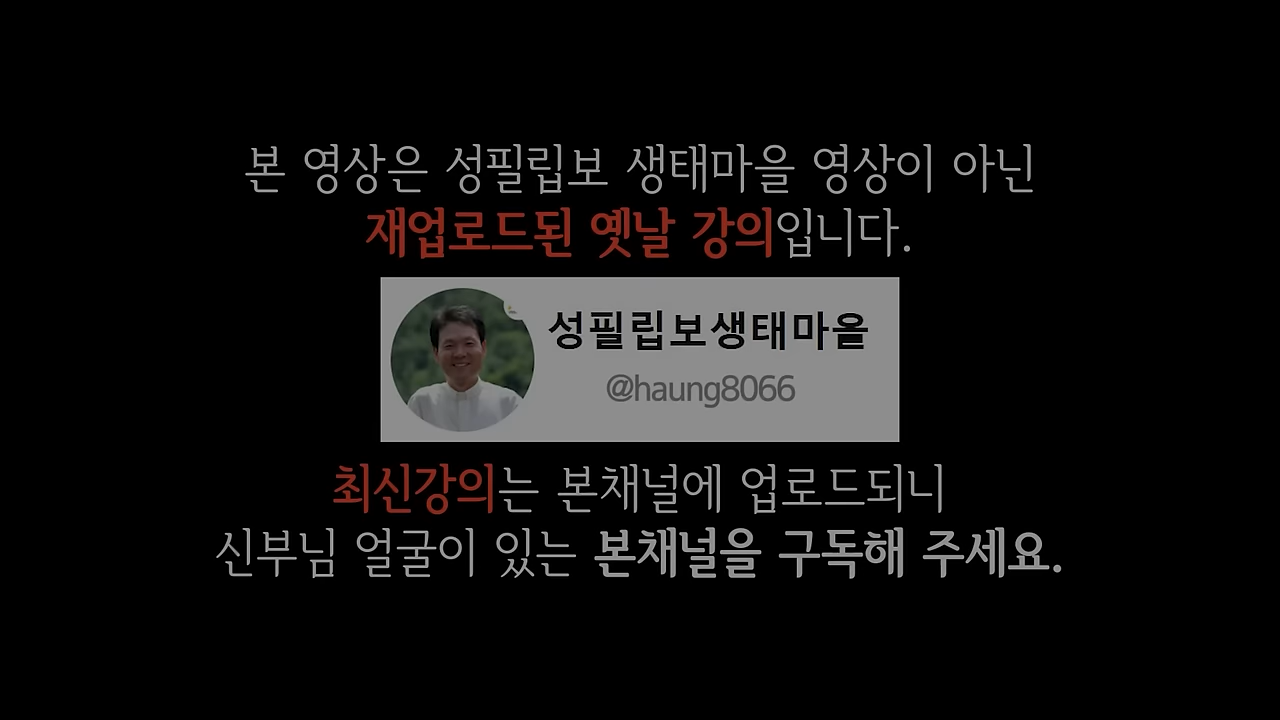 본 영상은 성필립보 생태마을 영상이 아닌
재업로드된 옛날 강의입니다.
성필립보생태마을
@haung8066
최신강의는 본채널에 업로드되니
신부님 얼굴이 있는 본채널을 구독해 주세요.